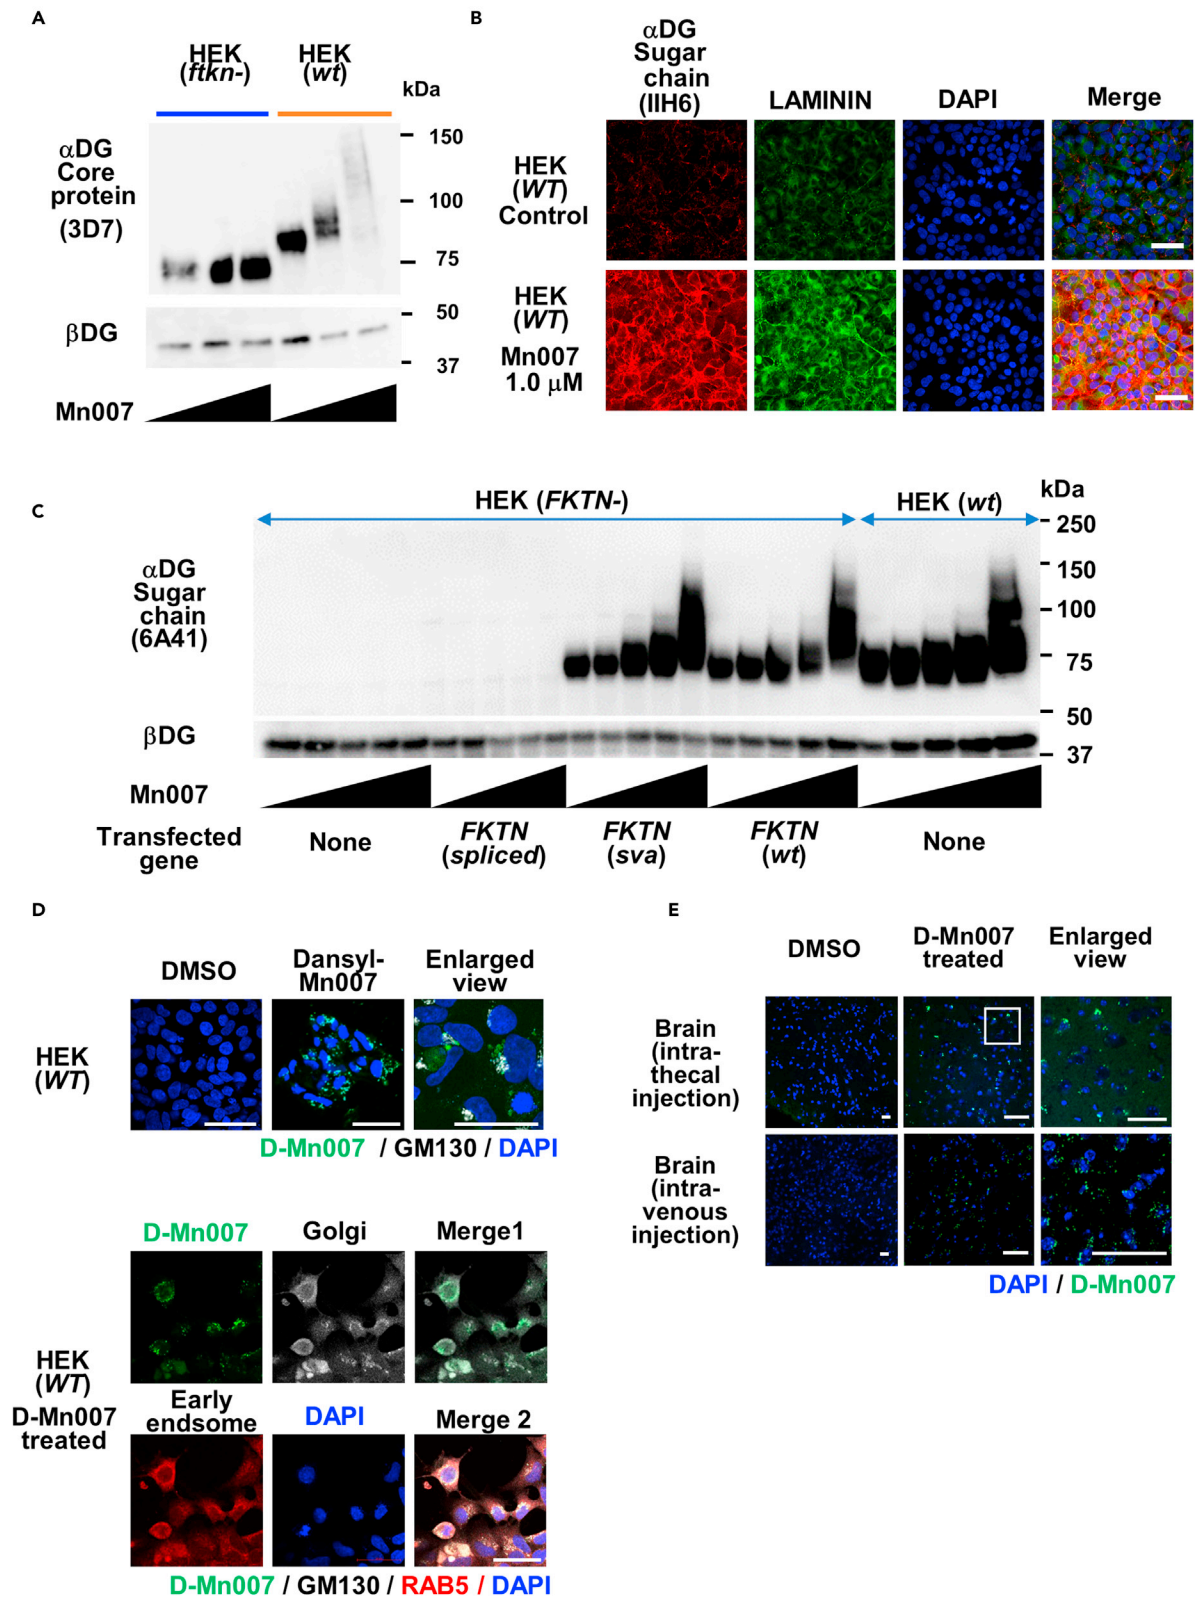 A
HEK
(ftkn-)
HEK
(wt)
kDa
αDG
Core
protein
(3D7)
150
100
75
βDG
50
37
Mn007
B
αDG
Sugar
chain
(IIH6)
LAMININ
DAPI
Merge
HEK
(WT)
Control
HEK
(WT)
Mn007
1.0 μM
C
HEK (FKTN-)
HEK (wt)
kDa
250
αDG
Sugar
chain
(6A41)
150
100
75
50
βDG
37
Mn007
Transfected
gene
None
FKTN
(spliced)
FKTN
(sva)
FKTN
(wt)
None
D
DMSO
Dansyl-
Mn007
Enlarged
view
HEK
(WT)
D-Mn007 / GM130 / DAPI
D-Mn007
Golgi
Merge1
HEK
(WT)
D-Mn007
treated
Early
endsome
DAPI
Merge 2
D-Mn007 / GM130 / RAB5 / DAPI
E
DMSO
D-Mn007
treated
Enlarged
view
Brain
(intra-
thecal
injection)
Brain
(intra-
venous
injection)
DAPI / D-Mn007